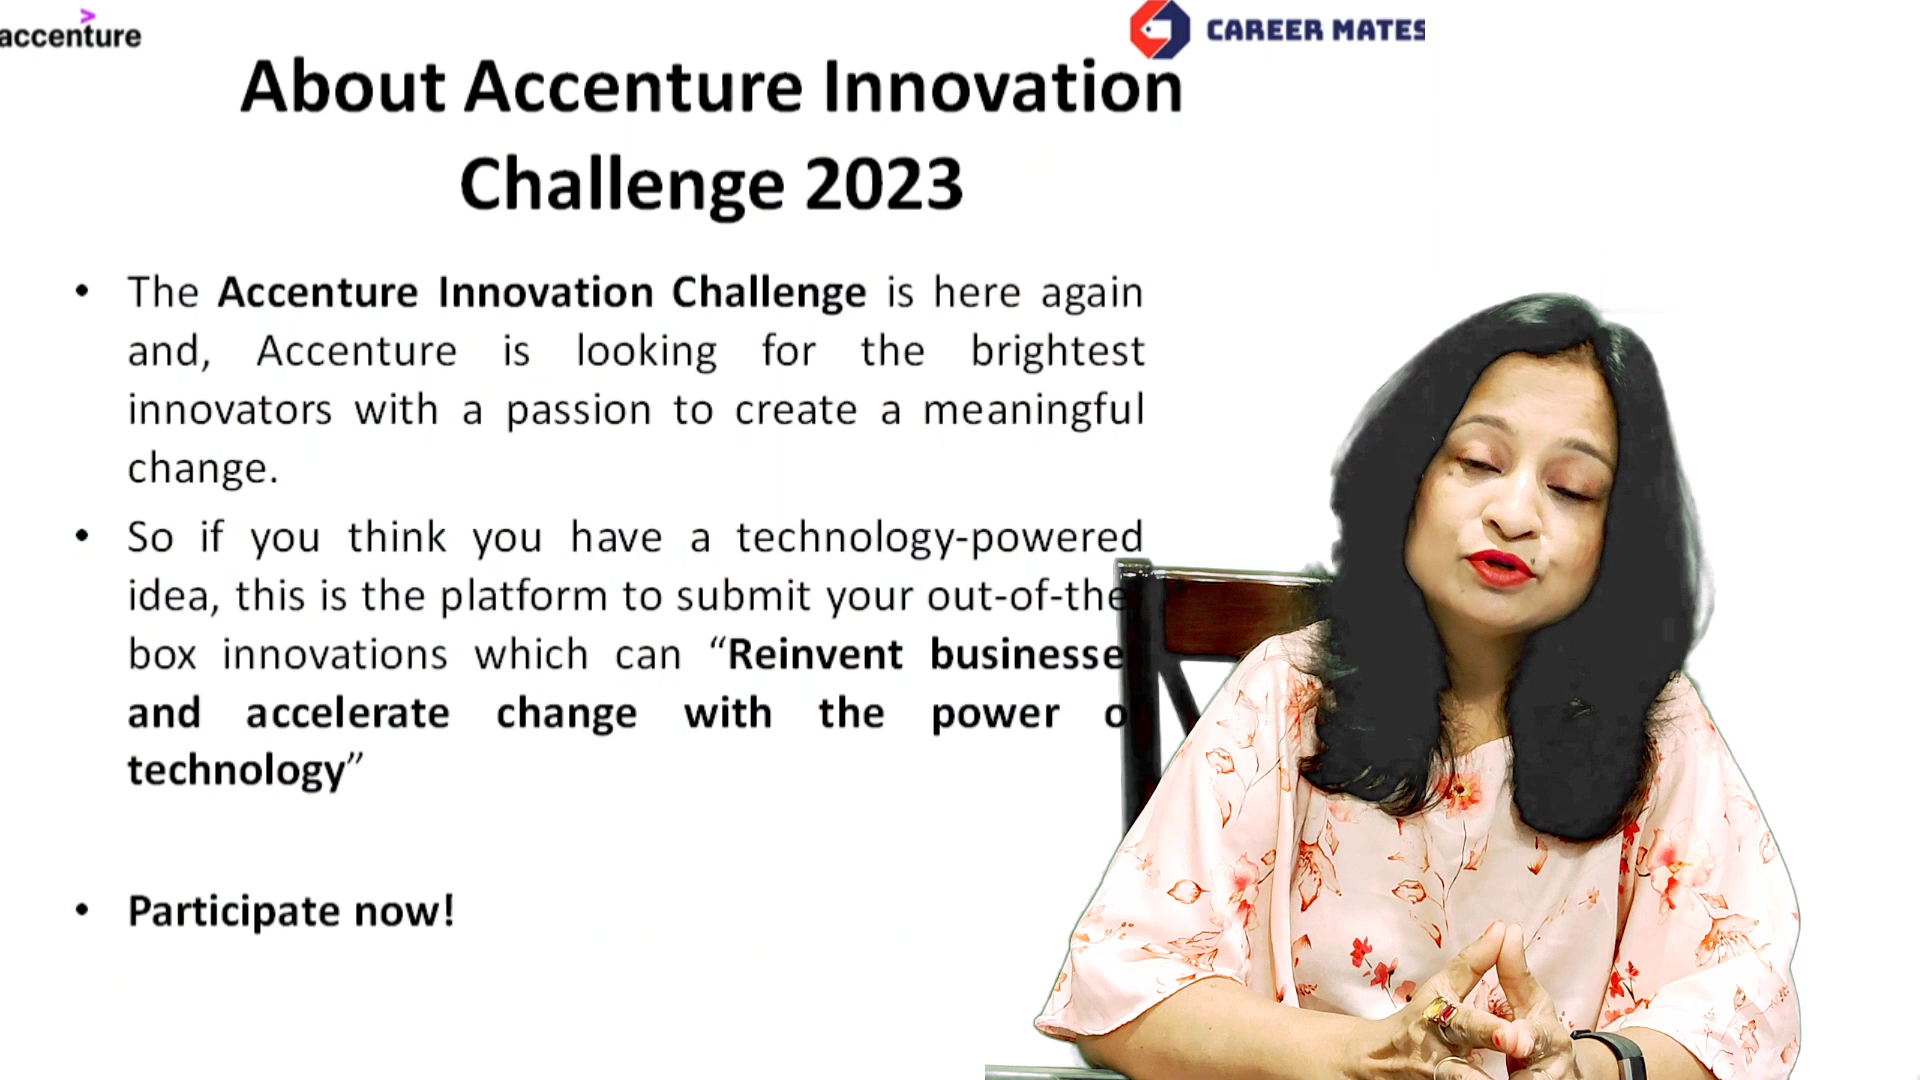 accenture
CAREER MATES
About Accenture Innovation
Challenge 2023
• The Accenture Innovation Challenge is here again
and, Accenture is looking for the brightest
innovators with a passion to create a meaningful
change.
• So if you think you have a technology-powered
idea, this is the platform to submit your out-of-the
box innovations which can “Reinvent businesse
and accelerate change with the power o
technology”
• Participate now!